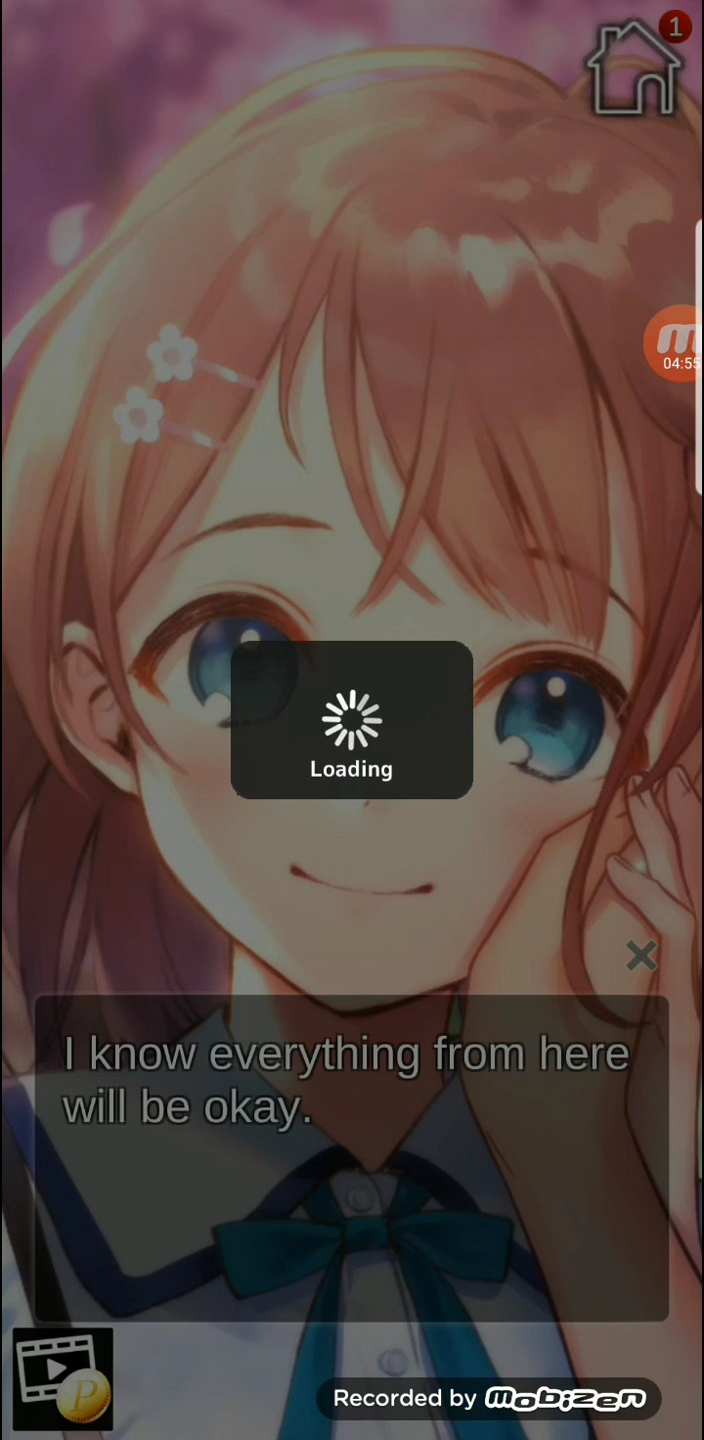 1
04:55
Loading
I know everything from here
will be okay.
P
Recorded by mobizen